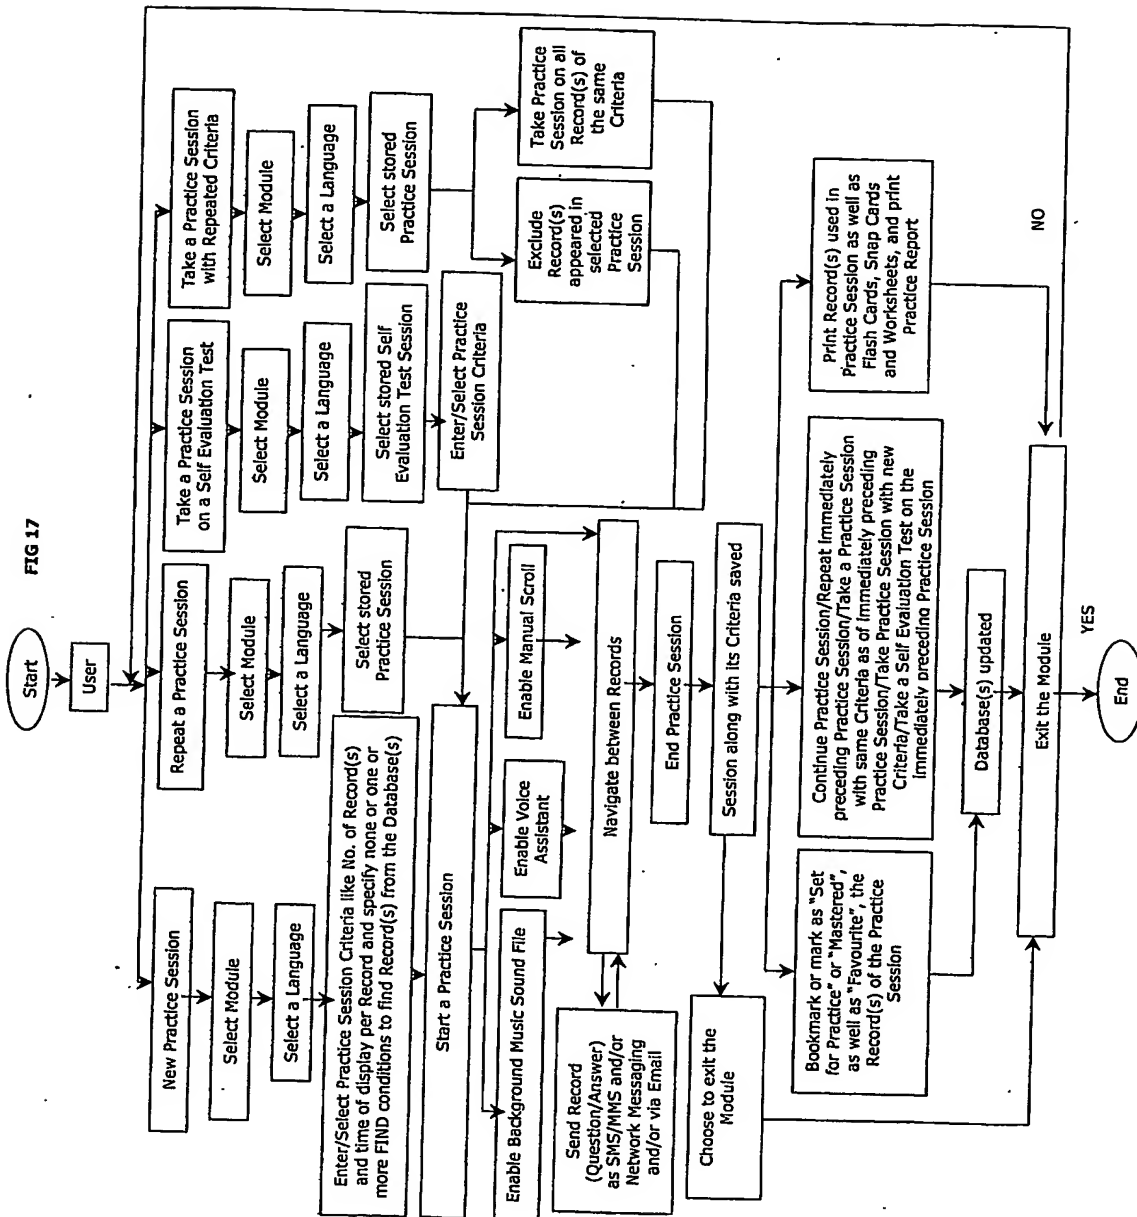 FIG 17
Start
User
New Practice Session
Select Module
Select a Language
Enter/Select Practice Session Criteria like No. of Record(s)
and time of display per Record and specify none or one or
more FIND conditions to find Record(s) from the Database(s)
Repeat a Practice Session
Select Module
Select a Language
Select stored
Practice Session
Take a Practice Session
on a Self Evaluation Test
Select Module
Select a Language
Select stored Self
Evaluation Test Session
Enter/Select Practice
Session Criteria
Take a Practice Session
with Repeated Criteria
Select Module
Select a Language
Select stored
Practice Session
Exclude
Record(s)
appeared in
selected
Practice
Session
Take Practice
Session on all
Record(s) of
the same
Criteria
Start a Practice Session
Enable Background Music Sound File
Enable Voice
Assistant
Enable Manual Scroll
Send Record
(Question/Answer)
as SMS/MMS and/or
Network Messaging
and/or via Email
Navigate between Records
End Practice Session
Choose to exit the
Module
Session along with its Criteria saved
Bookmark or mark as "Set
for Practice" or "Mastered",
as well as "Favourite", the
Record(s) of the Practice
Session
Continue Practice Session/Repeat immediately
preceding Practice Session/Take a Practice Session
with same Criteria as of immediately preceding
Practice Session/Take Practice Session with new
Criteria/Take a Self Evaluation Test on the
immediately preceding Practice Session
Print Record(s) used in
Practice Session as well as
Flash Cards, Snap Cards
and Worksheets, and print
Practice Report
Database(s) updated
Exit the Module
NO
YES
End